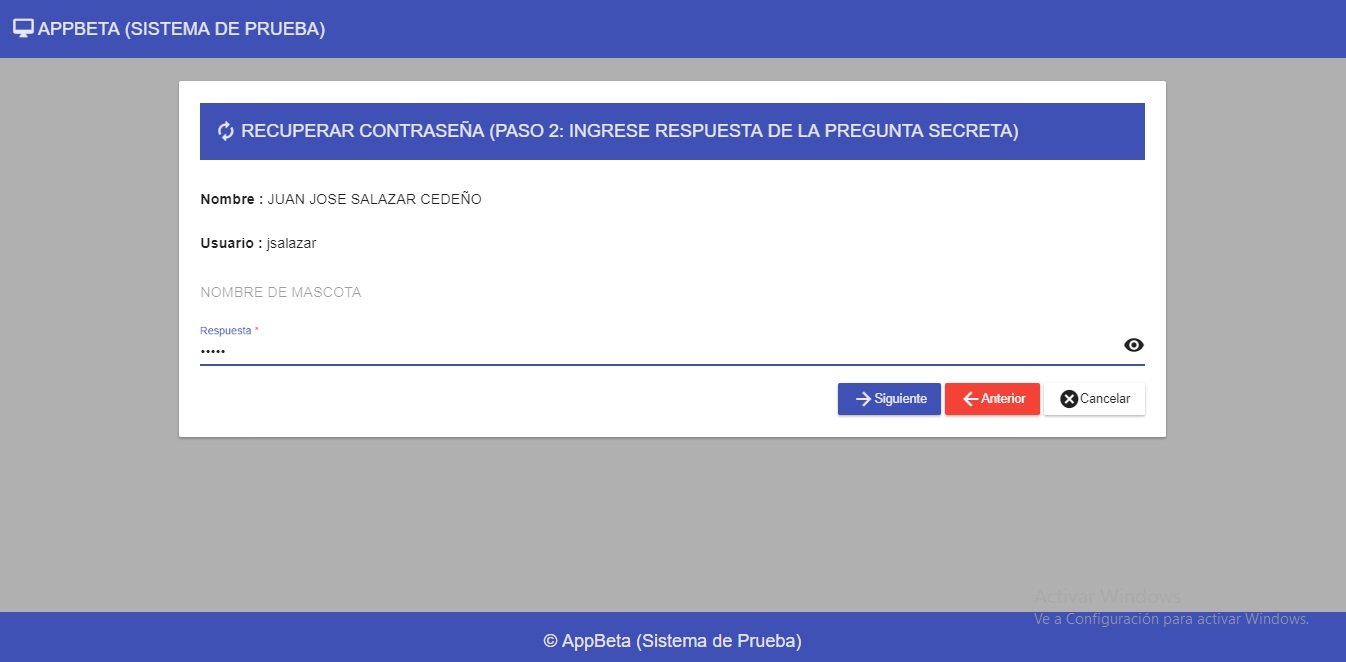 APPBETA (SISTEMA DE PRUEBA)
RECUPERAR CONTRASEÑA (PASO 2: INGRESE RESPUESTA DE LA PREGUNTA SECRETA)
Nombre : JUAN JOSE SALAZAR CEDEÑO
Usuario : jsalazar
NOMBRE DE MASCOTA
Respuesta *
•••••
Siguiente Anterior Cancelar
Activar Windows
Ve a Configuración para activar Windows.
© AppBeta (Sistema de Prueba)